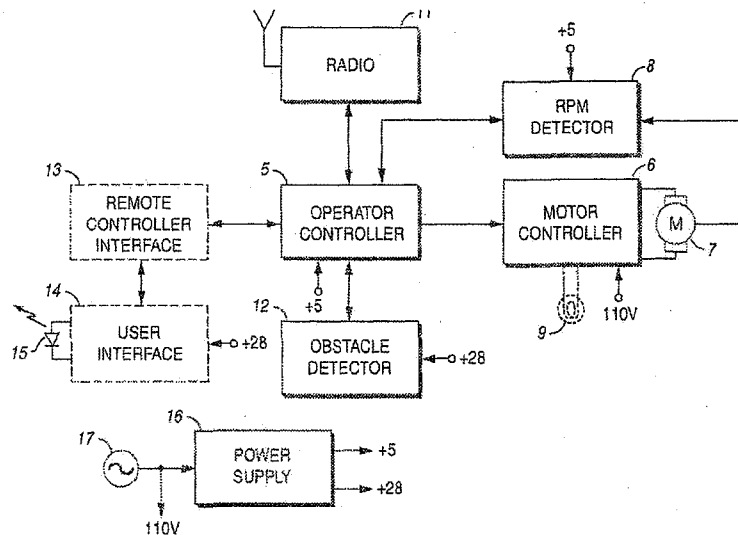 11
RADIO
+5
8
RPM
DETECTOR
13
REMOTE
CONTROLLER
INTERFACE
5
OPERATOR
CONTROLLER
+5
6
MOTOR
CONTROLLER
M
7
9
110V
14
15
USER
INTERFACE
+28
12
OBSTACLE
DETECTOR
+28
16
17
POWER
SUPPLY
+5
+28
110V